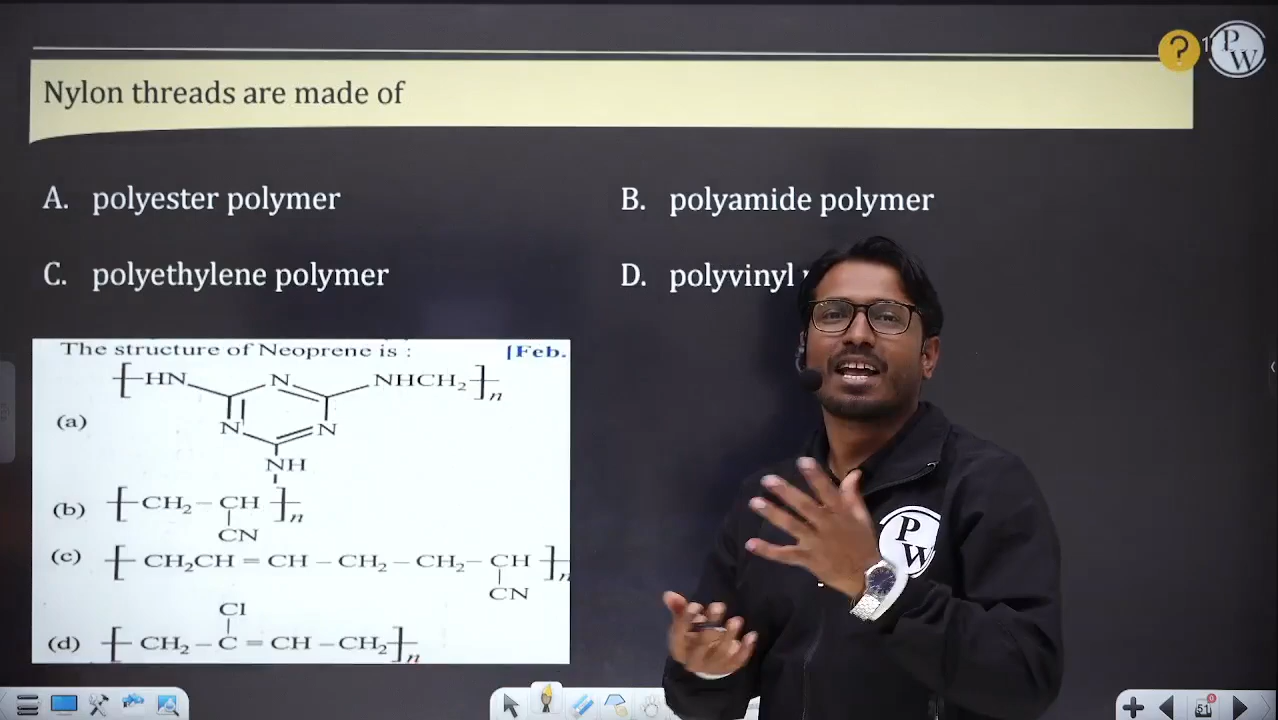 Nylon threads are made of
A. polyester polymer
B. polyamide polymer
C. polyethylene polymer
D. polyvinyl
The structure of Neoprene is : [Feb.
(a) [HN N NHCH₂]n
N N
NH
(b) [CH₂ – CH]n
CN
(c) [CH₂CH = CH – CH₂ – CH₂ – CH]n
CN
Cl
(d) [CH₂ – C = CH – CH₂]n
P W
P W
51